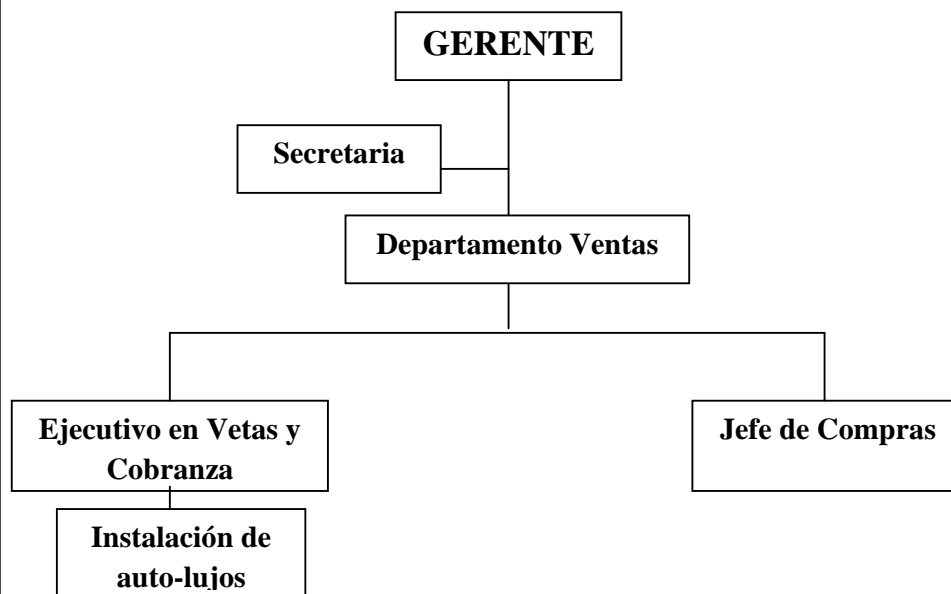 GERENTE
Secretaria
Departamento Ventas
Ejecutivo en Vetas y
Cobranza
Jefe de Compras
Instalación de
auto-lujos